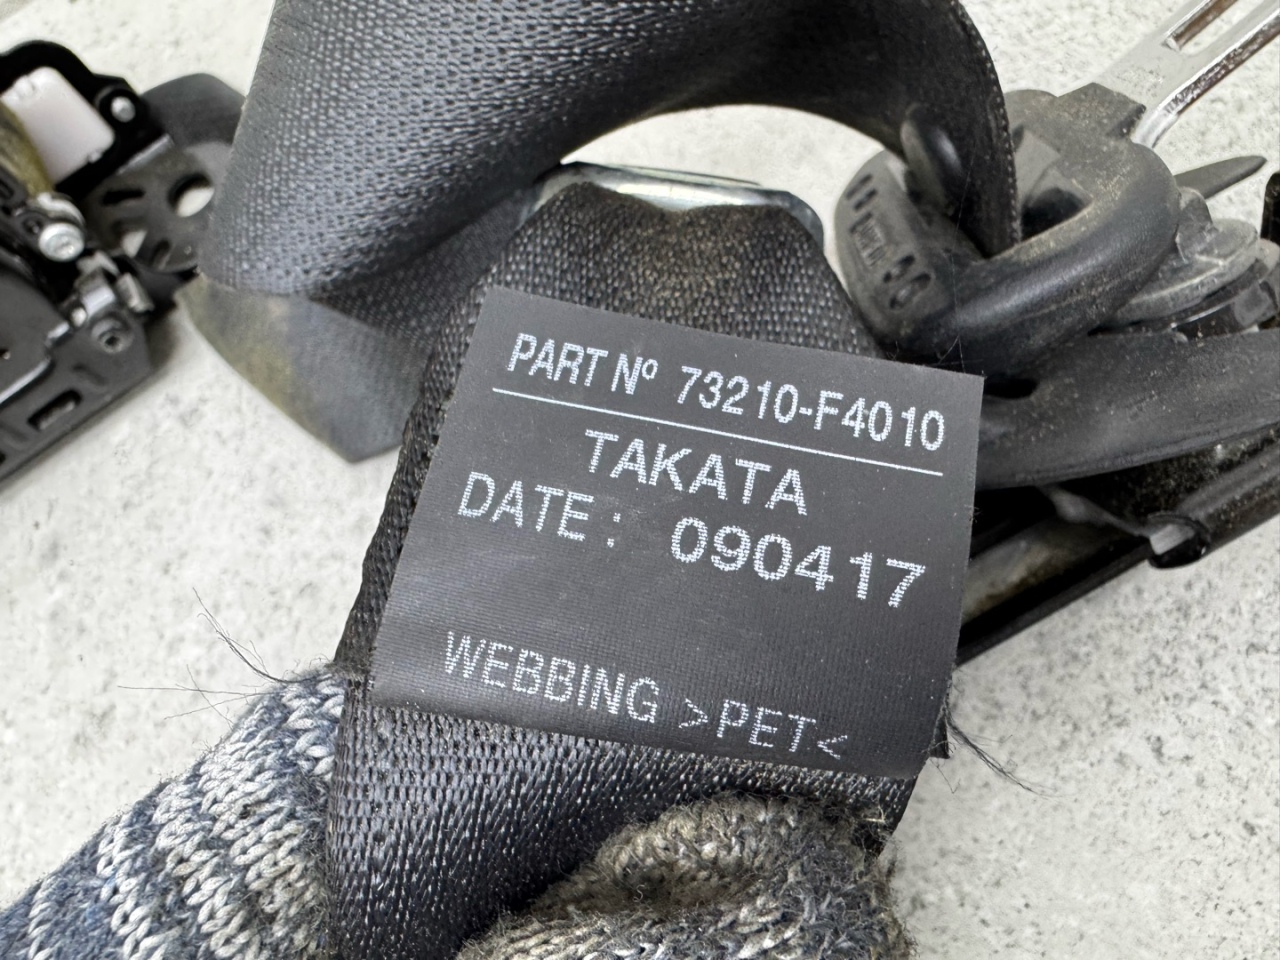 PART Nº 73210-F4010
TAKATA
DATE: 090417
WEBBING >PET<